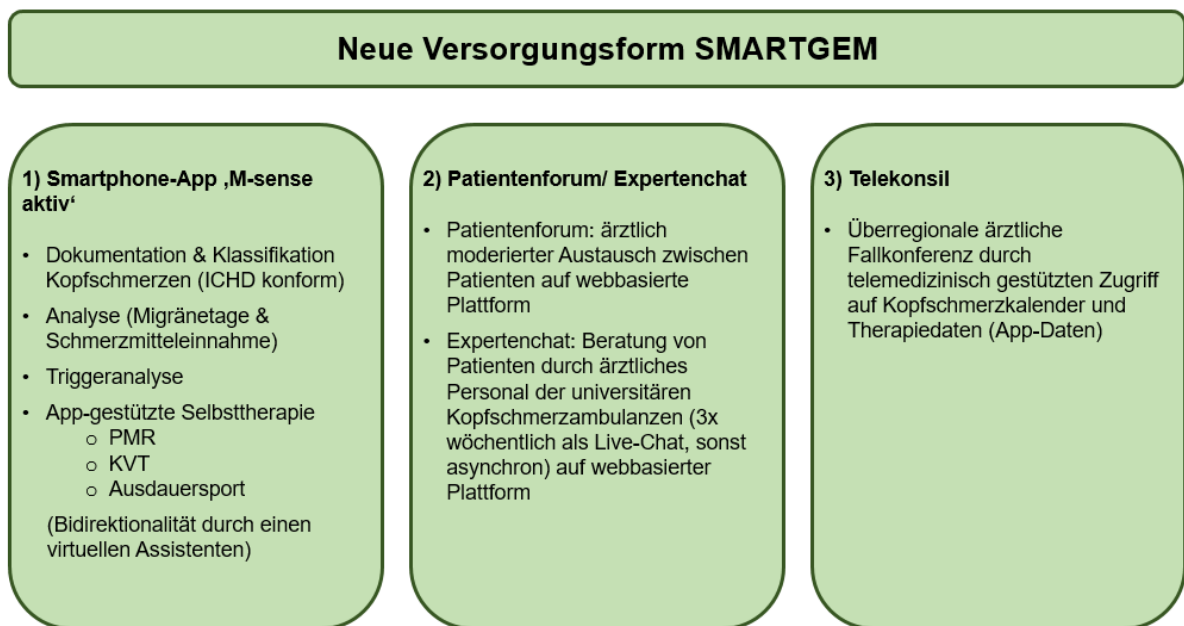 Neue Versorgungsform SMARTGEM
1) Smartphone-App ‚M-sense
aktiv‘
• Dokumentation & Klassifikation
Kopfschmerzen (ICHD konform)
• Analyse (Migränetage &
Schmerzmitteleinnahme)
• Triggeranalyse
• App-gestützte Selbsttherapie
o PMR
o KVT
o Ausdauersport
(Bidirektionalität durch einen
virtuellen Assistenten)
2) Patientenforum/ Expertenchat
• Patientenforum: ärztlich
moderierter Austausch zwischen
Patienten auf webbasierte
Plattform
• Expertenchat: Beratung von
Patienten durch ärztliches
Personal der universitären
Kopfschmerzambulanzen (3x
wöchentlich als Live-Chat, sonst
asynchron) auf webbasierter
Plattform
3) Telekonsil
• Überregionale ärztliche
Fallkonferenz durch
telemedizinisch gestützten Zugriff
auf Kopfschmerzkalender und
Therapiedaten (App-Daten)